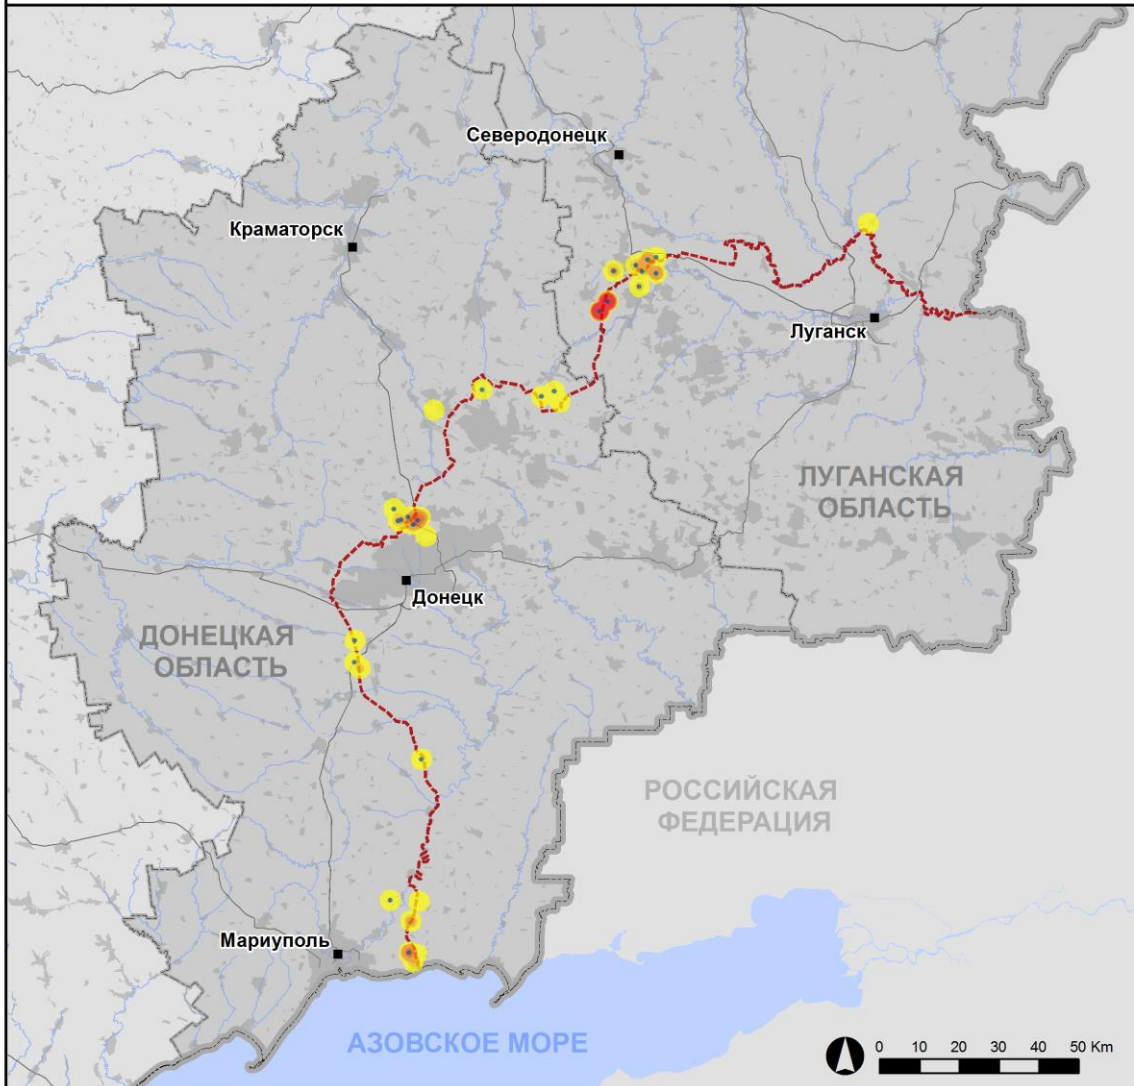 Северодонецк
Краматорск
Луганск
ЛУГАНСКАЯ
ОБЛАСТЬ
Донецк
ДОНЕЦКАЯ
ОБЛАСТЬ
РОССИЙСКАЯ
ФЕДЕРАЦИЯ
Мариуполь
АЗОВСКОЕ МОРЕ
0 10 20 30 40 50 Km